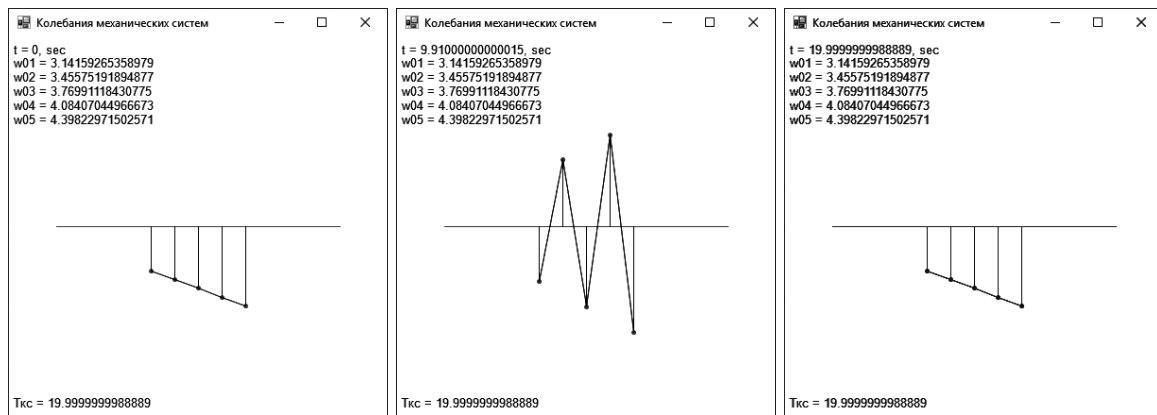 Колебания механических систем
t = 0, sec
w01 = 3.14159265358979
w02 = 3.45575191894877
w03 = 3.76991118430775
w04 = 4.08407044966673
w05 = 4.39822971502571
Ткс = 19.9999999988889
Колебания механических систем
t = 9.91000000000015, sec
w01 = 3.14159265358979
w02 = 3.45575191894877
w03 = 3.76991118430775
w04 = 4.08407044966673
w05 = 4.39822971502571
Ткс = 19.9999999988889
Колебания механических систем
t = 19.9999999988889, sec
w01 = 3.14159265358979
w02 = 3.45575191894877
w03 = 3.76991118430775
w04 = 4.08407044966673
w05 = 4.39822971502571
Ткс = 19.9999999988889